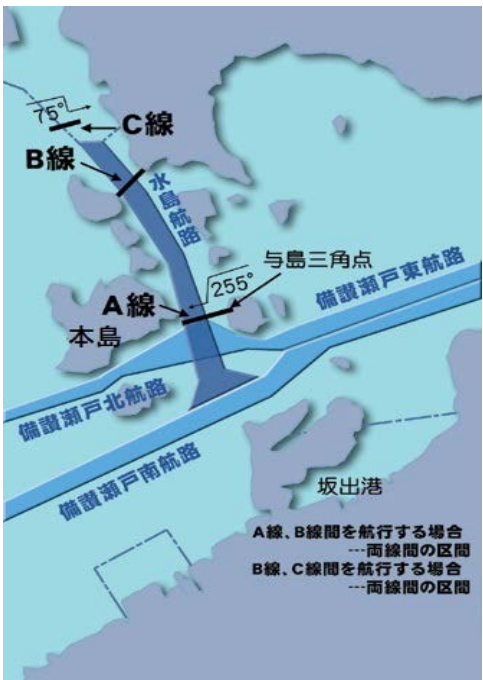 75°
C線
B線
水島航路
与島三角点
255°
A線
本島
備讃瀬戸東航路
備讃瀬戸北航路
備讃瀬戸南航路
坂出港
A線、B線間を航行する場合
---両線間の区間
B線、C線間を航行する場合
---両線間の区間